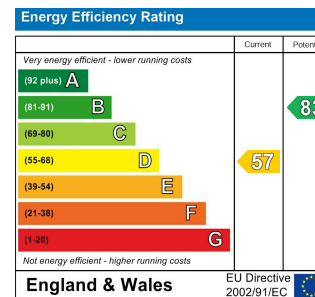 Energy Efficiency Rating
Current
Very energy efficient - lower running costs
(92 plus) A
(81-91) B
83
(69-80) C
(55-68) D
57
(39-54) E
(21-38) F
(1-20) G
Not energy efficient - higher running costs
England & Wales
EU Directive
2002/91/EC